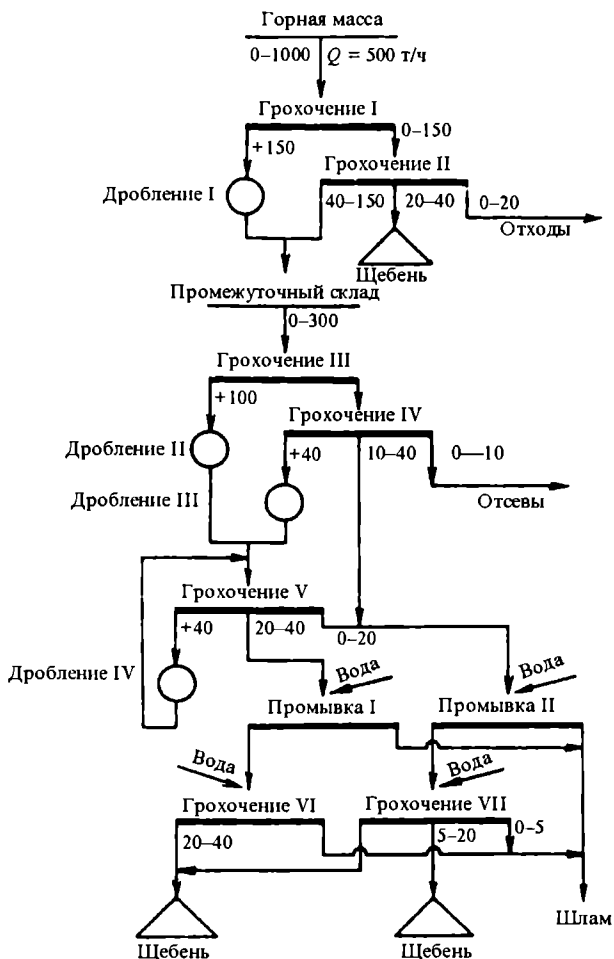 Горная масса
0–1000 Q = 500 т/ч
Грохочение I
+150
0–150
Грохочение II
Дробление I
40–150 20–40 0–20
Отходы
Щебень
Промежуточный склад
0–300
Грохочение III
+100
Грохочение IV
Дробление II
+40 10–40 0—10
Дробление III
Отсевы
Грохочение V
+40 20–40 0–20
Дробление IV
Вода
Вода
Промывка I
Промывка II
Вода
Вода
Грохочение VI
Грохочение VII
20–40
5–20
0–5
Щебень
Щебень
Шлам